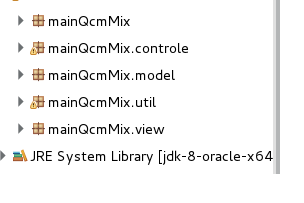 mainQcmMix
mainQcmMix.controle
mainQcmMix.model
mainQcmMix.util
mainQcmMix.view
JRE System Library [jdk-8-oracle-x64